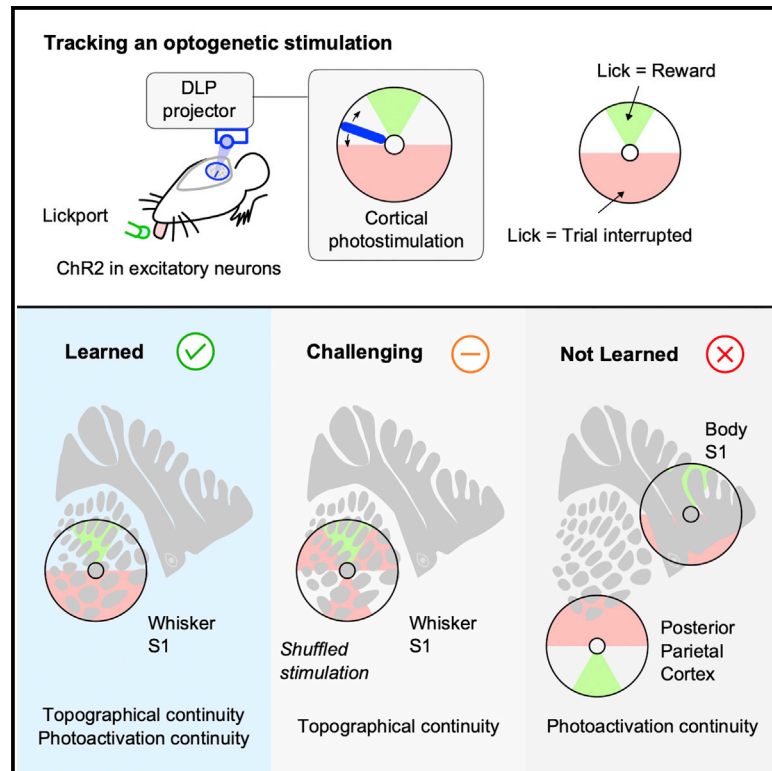 Tracking an optogenetic stimulation
DLP
projector
Lickport
ChR2 in excitatory neurons
Cortical
photostimulation
Lick = Reward
Lick = Trial interrupted
Learned
Whisker
S1
Topographical continuity
Photoactivation continuity
Challenging
Shuffled
stimulation
Whisker
S1
Topographical continuity
Not Learned
Body
S1
Posterior
Parietal
Cortex
Photoactivation continuity